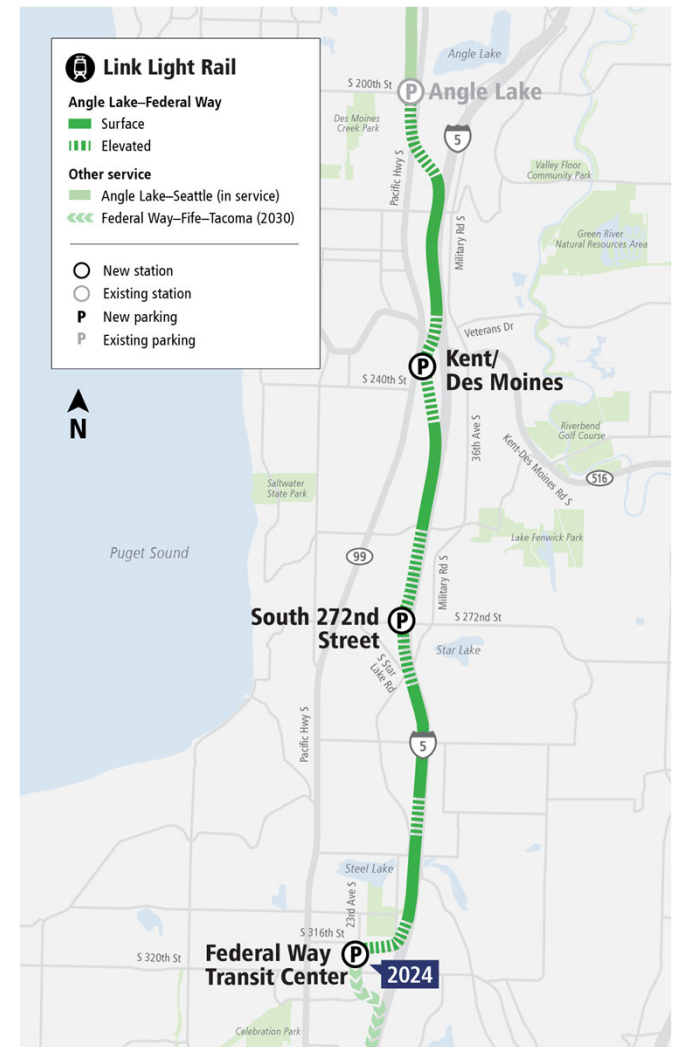 Link Light Rail
Angle Lake–Federal Way
Surface
Elevated
Other service
Angle Lake–Seattle (in service)
Federal Way–Fife–Tacoma (2030)
New station
Existing station
P New parking
P Existing parking
N
Angle Lake
S 200th St
P Angle Lake
Des Moines
Creek Park
5
Pacific Hwy S
Valley Floor
Community Park
Military Rd S
Green River
Natural Resources Area
Veterans Dr
P Kent/
Des Moines
S 240th St
36th Ave S
Riverbend
Golf Course
Kent-Des Moines Rd S
516
Saltwater
State Park
Puget Sound
99
Lake Fenwick Park
Military Rd S
South 272nd
Street
P
S 272nd St
Star Lake
S Star
Lake Rd
Pacific Hwy S
5
Steel Lake
23rd Ave S
S 316th St
S 320th St
Federal Way
Transit Center
P
2024
Celebration Park